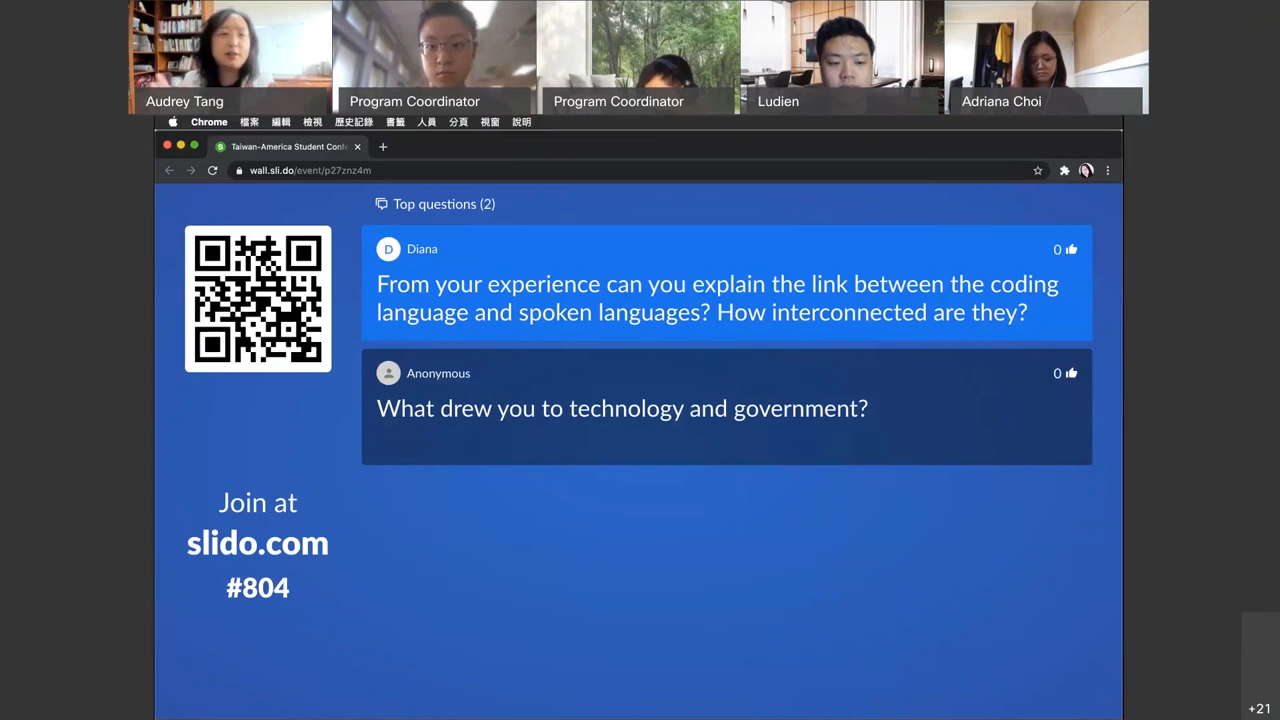 Audrey Tang
Program Coordinator
Program Coordinator
Ludien
Adriana Choi
Chrome 檔案 編輯 檢視 歷史記錄 書籤 人員 分頁 視窗 說明
Taiwan-America Student Conf
wall.sli.do/event/p27znz4m
Top questions (2)
D Diana 0
From your experience can you explain the link between the coding
language and spoken languages? How interconnected are they?
Anonymous 0
What drew you to technology and government?
Join at
slido.com
#804
+21